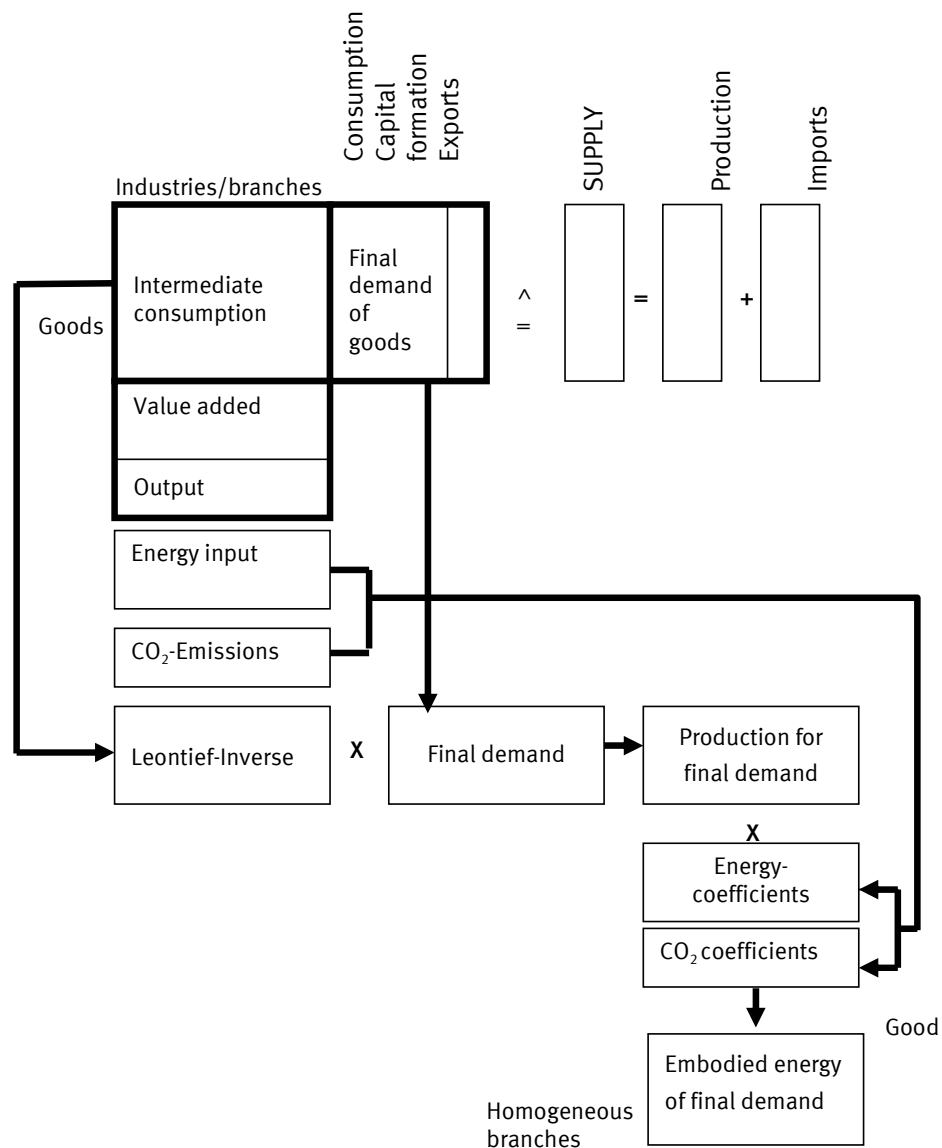 Consumption
Capital
formation
Exports
SUPPLY
Production
Imports
Industries/branches
Goods
Intermediate
consumption
Final
demand
of
goods
^
=
=
+
Value added
Output
Energy input
CO₂-Emissions
Leontief-Inverse
X
Final demand
Production for
final demand
X
Energy-
coefficients
CO₂ coefficients
Good
Embodied energy
of final demand
Homogeneous
branches